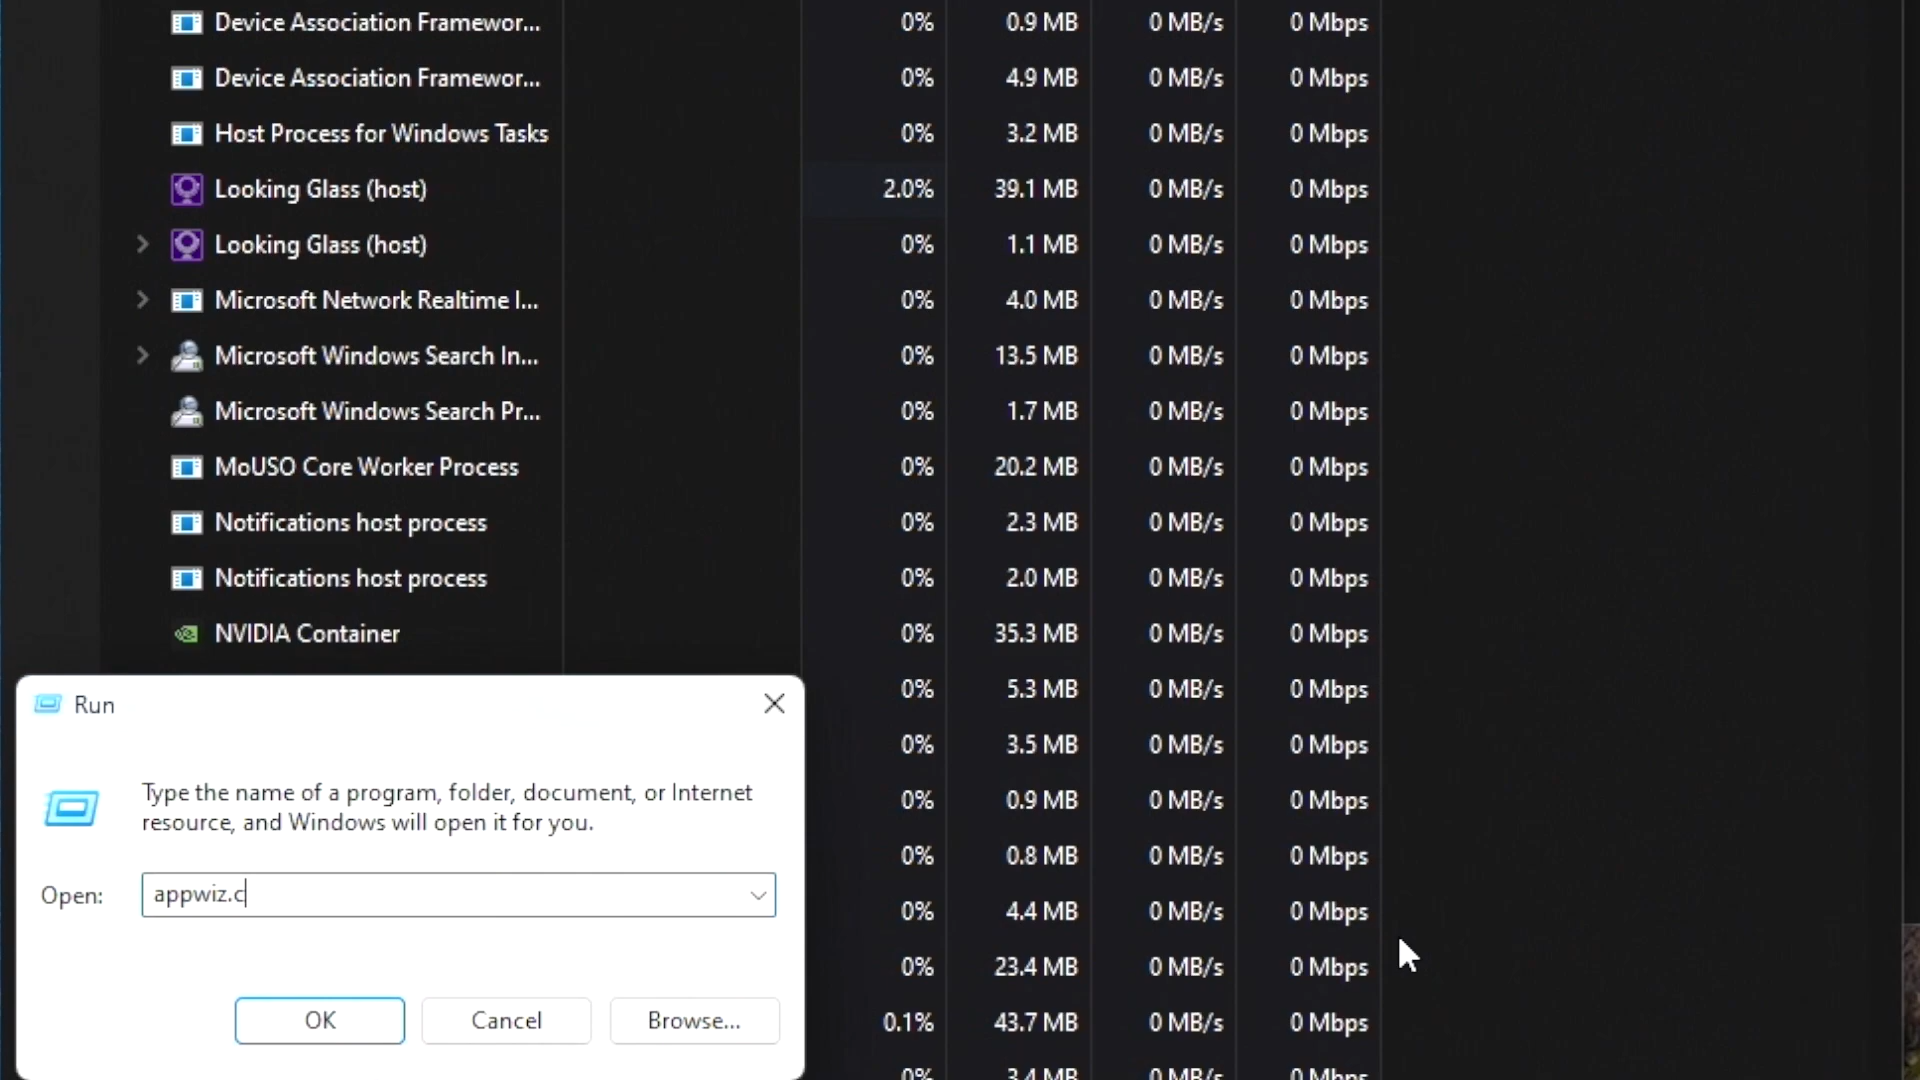 Device Association Framewor... 0% 0.9 MB 0 MB/s 0 Mbps
Device Association Framewor... 0% 4.9 MB 0 MB/s 0 Mbps
Host Process for Windows Tasks 0% 3.2 MB 0 MB/s 0 Mbps
Looking Glass (host) 2.0% 39.1 MB 0 MB/s 0 Mbps
Looking Glass (host) 0% 1.1 MB 0 MB/s 0 Mbps
Microsoft Network Realtime I... 0% 4.0 MB 0 MB/s 0 Mbps
Microsoft Windows Search In... 0% 13.5 MB 0 MB/s 0 Mbps
Microsoft Windows Search Pr... 0% 1.7 MB 0 MB/s 0 Mbps
MoUSO Core Worker Process 0% 20.2 MB 0 MB/s 0 Mbps
Notifications host process 0% 2.3 MB 0 MB/s 0 Mbps
Notifications host process 0% 2.0 MB 0 MB/s 0 Mbps
NVIDIA Container 0% 35.3 MB 0 MB/s 0 Mbps
0% 5.3 MB 0 MB/s 0 Mbps
0% 3.5 MB 0 MB/s 0 Mbps
0% 0.9 MB 0 MB/s 0 Mbps
0% 0.8 MB 0 MB/s 0 Mbps
0% 4.4 MB 0 MB/s 0 Mbps
0% 23.4 MB 0 MB/s 0 Mbps
0.1% 43.7 MB 0 MB/s 0 Mbps
0% 3.4 MB 0 MB/s 0 Mbps
Run
Type the name of a program, folder, document, or Internet
resource, and Windows will open it for you.
Open: appwiz.c
OK Cancel Browse...